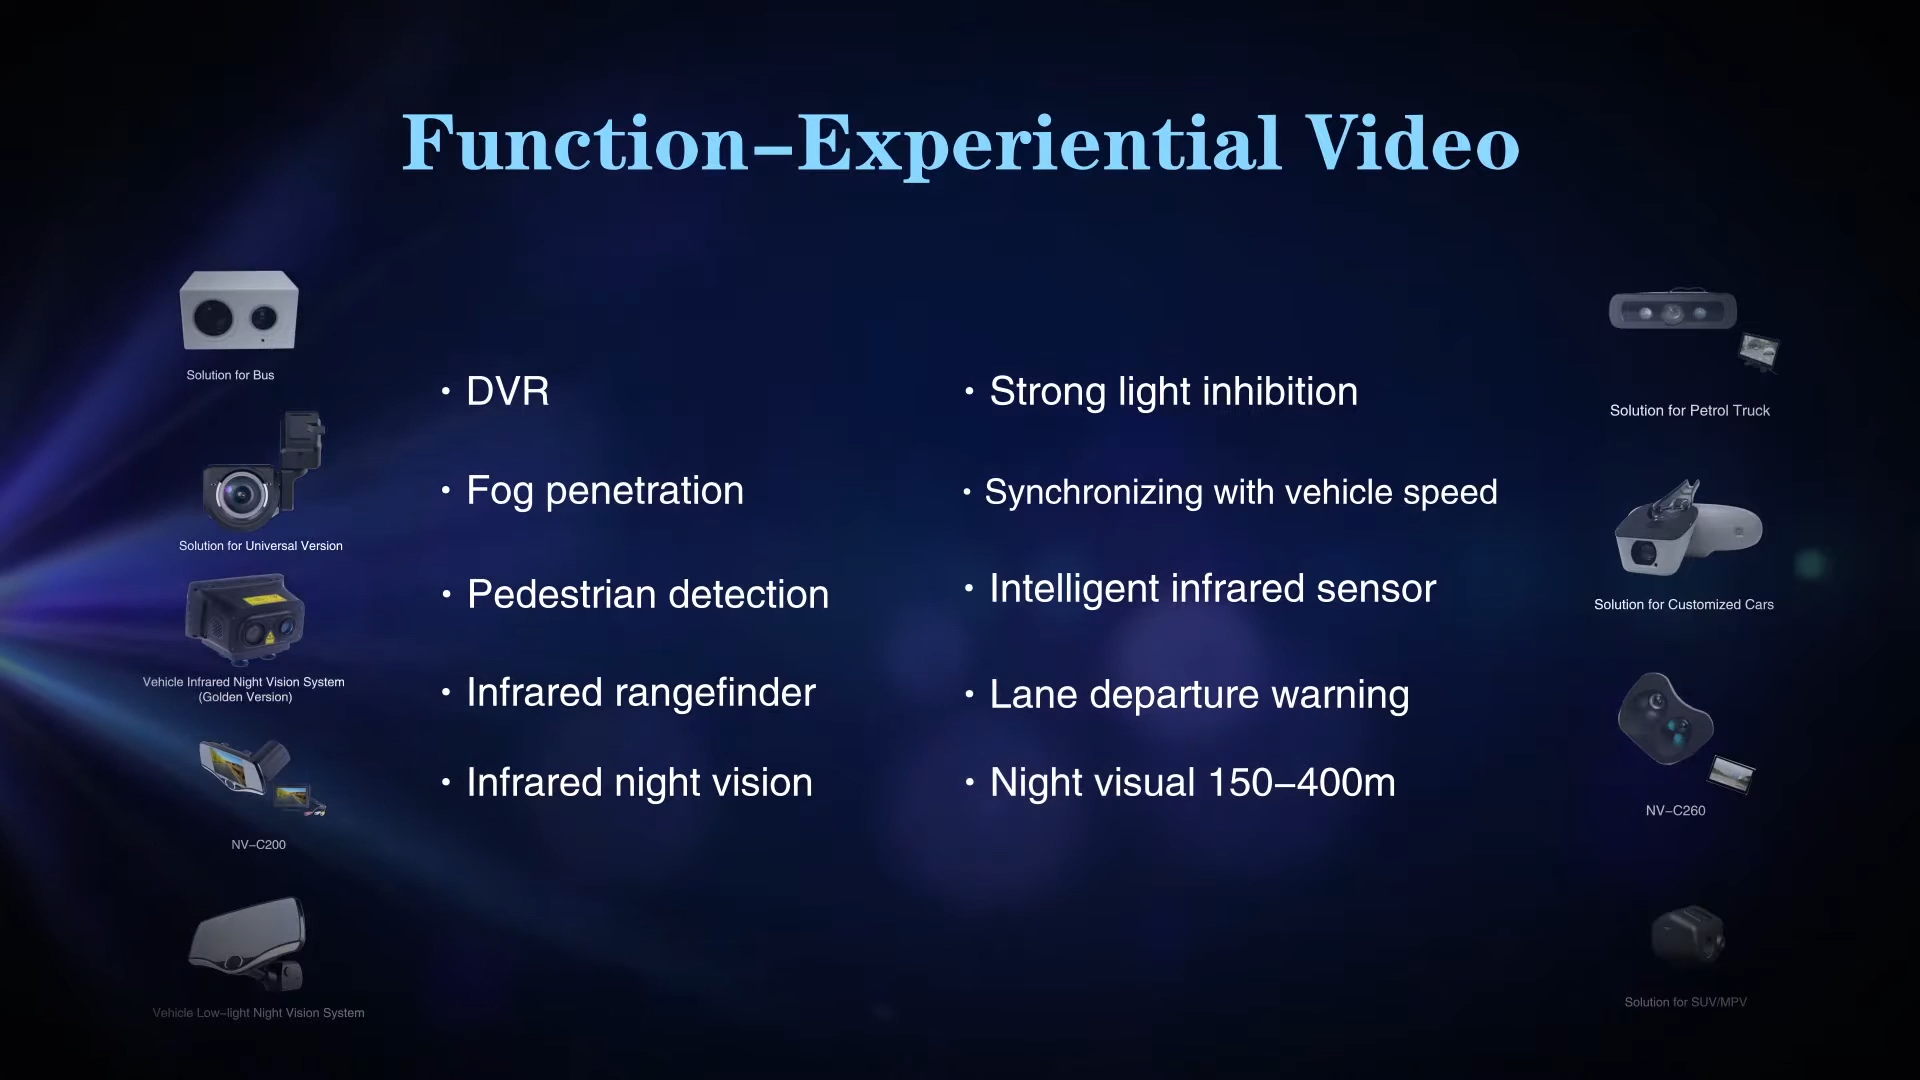 Function–Experiential Video
Solution for Bus
Solution for Universal Version
Vehicle Infrared Night Vision System
(Golden Version)
NV–C200
Vehicle Low–light Night Vision System
• DVR
• Fog penetration
• Pedestrian detection
• Infrared rangefinder
• Infrared night vision
• Strong light inhibition
• Synchronizing with vehicle speed
• Intelligent infrared sensor
• Lane departure warning
• Night visual 150–400m
Solution for Petrol Truck
Solution for Customized Cars
NV–C260
Solution for SUV/MPV